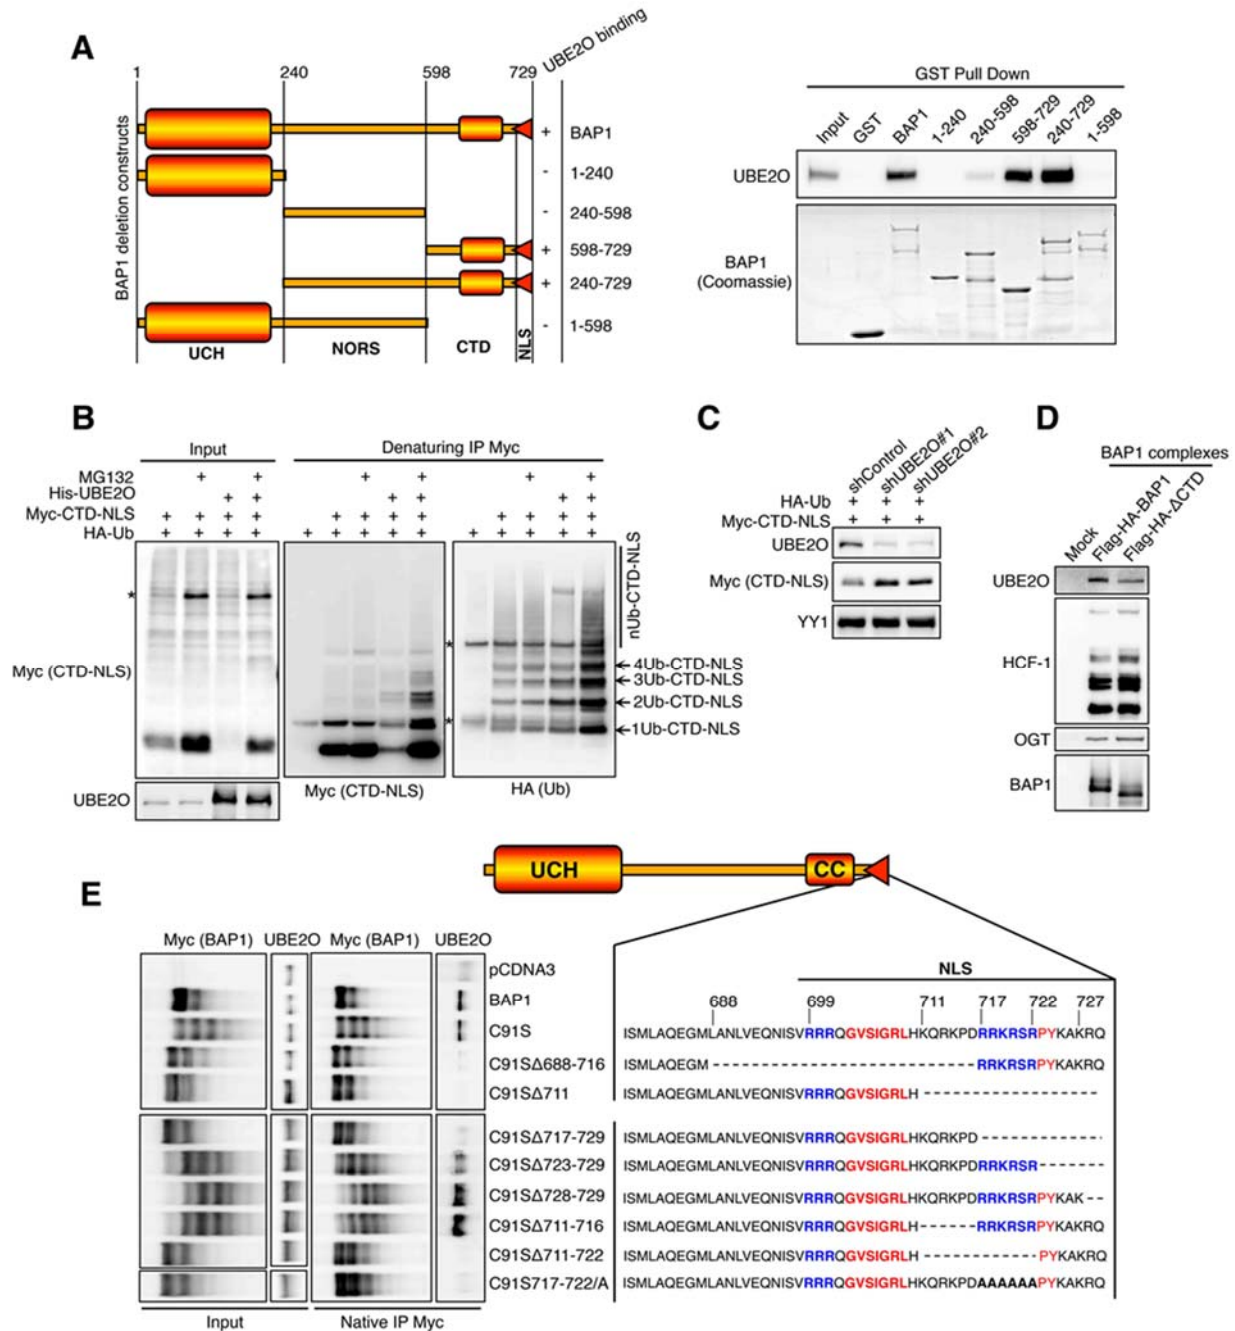 A
1
240
598
729
UBE2O binding
BAP1 deletion constructs
+ BAP1
- 1-240
- 240-598
+ 598-729
+ 240-729
- 1-598
UCH
NORS
CTD
NLS
GST Pull Down
Input
GST
BAP1
1-240
240-598
598-729
240-729
1-598
UBE2O
BAP1
(Coomassie)
B
Input
Denaturing IP Myc
MG132 + + + +
His-UBE2O + + + + + +
Myc-CTD-NLS + + + + + + + + + + + +
HA-Ub + + + + + + + + + + + + + +
*
Myc (CTD-NLS)
UBE2O
Myc (CTD-NLS)
*
*
HA (Ub)
nUb-CTD-NLS
4Ub-CTD-NLS
3Ub-CTD-NLS
2Ub-CTD-NLS
1Ub-CTD-NLS
C
shControl
shUBE2O#1
shUBE2O#2
HA-Ub + + +
Myc-CTD-NLS + + +
UBE2O
Myc (CTD-NLS)
YY1
D
BAP1 complexes
Mock
Flag-HA-BAP1
Flag-HA-ΔCTD
UBE2O
HCF-1
OGT
BAP1
UCH
CC
E
Myc (BAP1) UBE2O Myc (BAP1) UBE2O
pCDNA3
BAP1
C91S
C91SΔ688-716
C91SΔ711
C91SΔ717-729
C91SΔ723-729
C91SΔ728-729
C91SΔ711-716
C91SΔ711-722
C91S717-722/A
Input
Native IP Myc
NLS
688 699 711 717 722 727
ISMLAQEGMLANLVEQNISVRRRQGVSIGRLHKQRKPDRRKRSRPYKAKRQ
ISMLAQEGM-----------------------------RRKRSRPYKAKRQ
ISMLAQEGMLANLVEQNISVRRRQGVSIGRLH-------------------
ISMLAQEGMLANLVEQNISVRRRQGVSIGRLHKQRKPD-------------
ISMLAQEGMLANLVEQNISVRRRQGVSIGRLHKQRKPDRRKRSR-------
ISMLAQEGMLANLVEQNISVRRRQGVSIGRLHKQRKPDRRKRSRPYKAK--
ISMLAQEGMLANLVEQNISVRRRQGVSIGRLH------RRKRSRPYKAKRQ
ISMLAQEGMLANLVEQNISVRRRQGVSIGRLH------------PYKAKRQ
ISMLAQEGMLANLVEQNISVRRRQGVSIGRLHKQRKPDAAAAAAPYKAKRQ